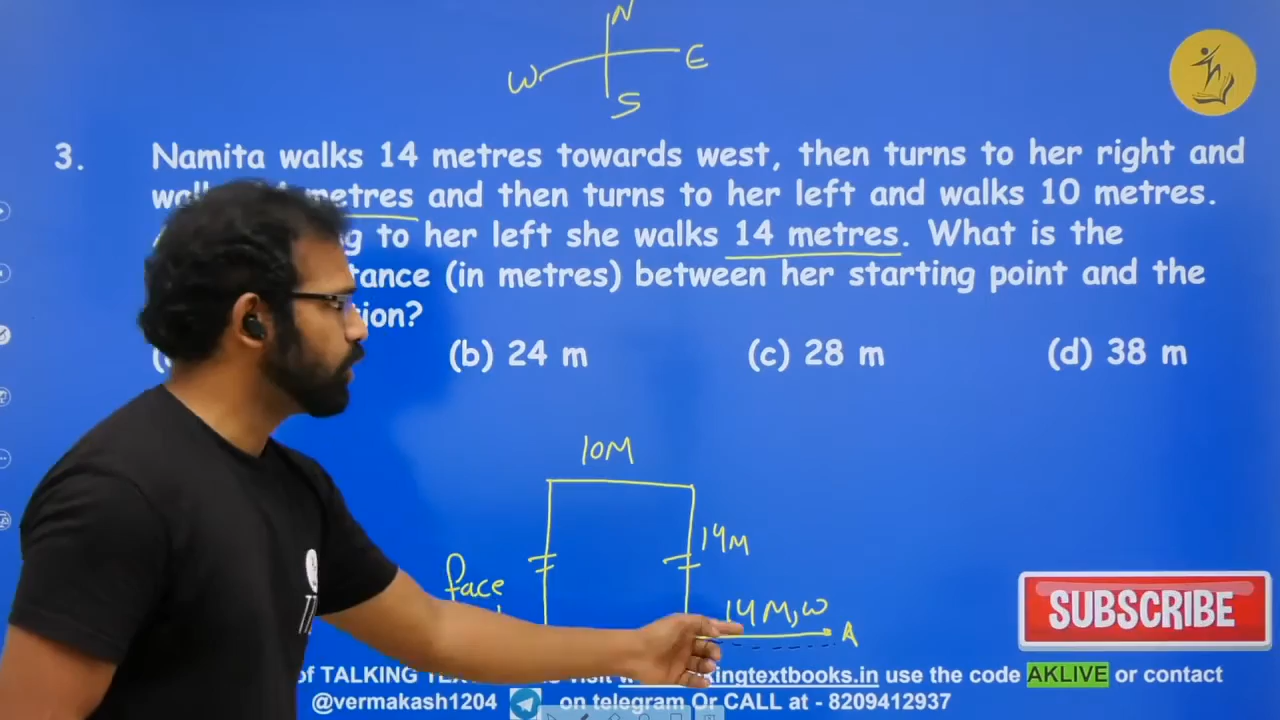 N
W
E
S
3. Namita walks 14 metres towards west, then turns to her right and
metres and then turns to her left and walks 10 metres.
to her left she walks 14 metres. What is the
(in metres) between her starting point and the
(b) 24 m (c) 28 m (d) 38 m
10M
14M
face
14M,W
A
SUBSCRIBE
of TALKING use the code AKLIVE or contact
@vermakash1204 on telegram Or CALL at - 8209412937